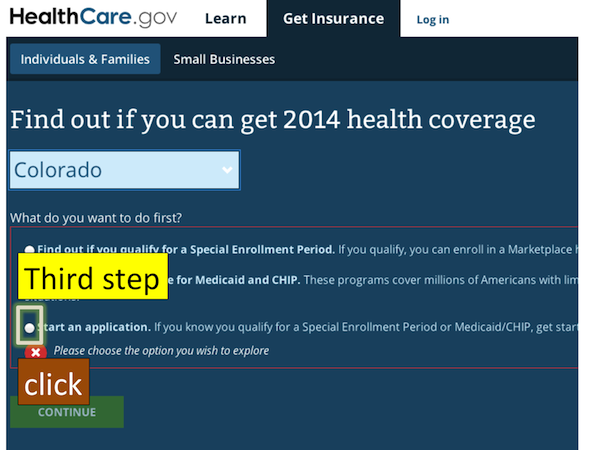 HealthCare.gov Learn Get Insurance Log in
Individuals & Families Small Businesses
Find out if you can get 2014 health coverage
Colorado
What do you want to do first?
Find out if you qualify for a Special Enrollment Period. If you qualify, you can enroll in a Marketplace
Third step
e for Medicaid and CHIP. These programs cover millions of Americans with lim
Start an application. If you know you qualify for a Special Enrollment Period or Medicaid/CHIP, get start
Please choose the option you wish to explore
click
CONTINUE